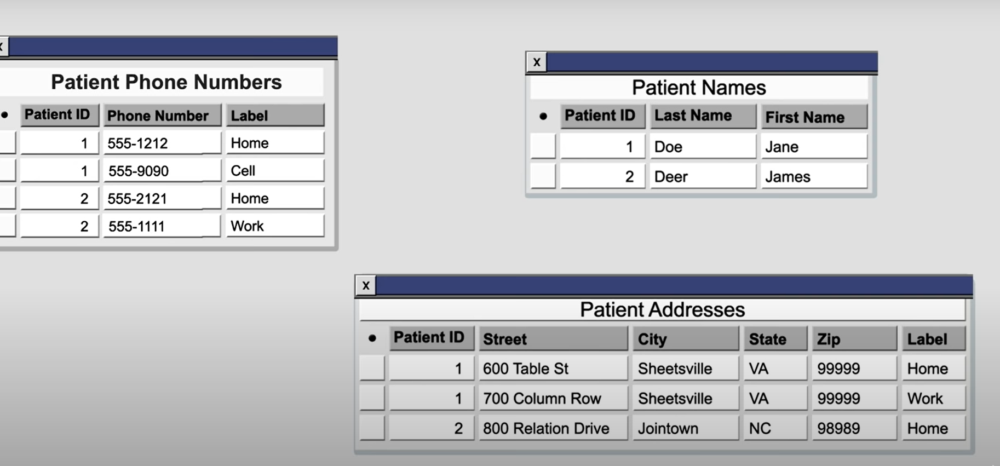 x
Patient Phone Numbers
Patient ID Phone Number Label
1 555-1212 Home
1 555-9090 Cell
2 555-2121 Home
2 555-1111 Work
x
Patient Names
Patient ID Last Name First Name
1 Doe Jane
2 Deer James
x
Patient Addresses
Patient ID Street City State Zip Label
1 600 Table St Sheetsville VA 99999 Home
1 700 Column Row Sheetsville VA 99999 Work
2 800 Relation Drive Jointown NC 98989 Home